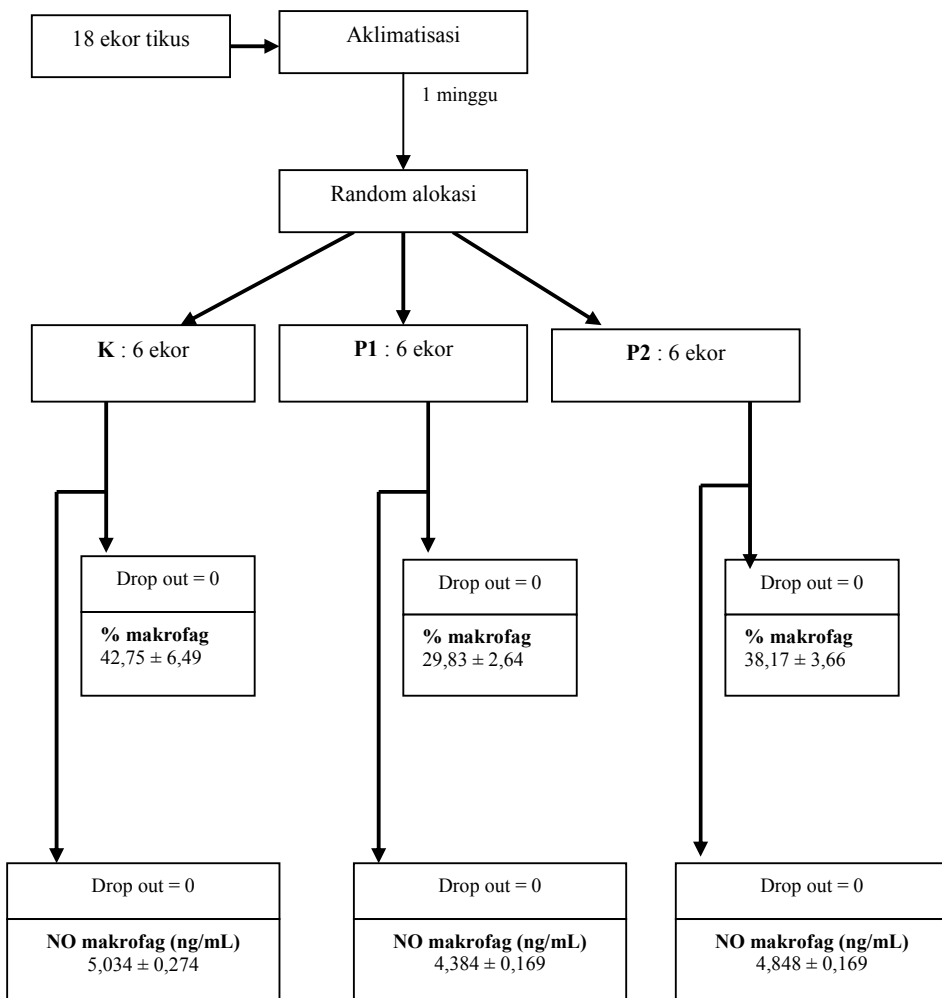 18 ekor tikus
Aklimatisasi
1 minggu
Random alokasi
K : 6 ekor
P1 : 6 ekor
P2 : 6 ekor
Drop out = 0
% makrofag
42,75 ± 6,49
Drop out = 0
% makrofag
29,83 ± 2,64
Drop out = 0
% makrofag
38,17 ± 3,66
Drop out = 0
NO makrofag (ng/mL)
5,034 ± 0,274
Drop out = 0
NO makrofag (ng/mL)
4,384 ± 0,169
Drop out = 0
NO makrofag (ng/mL)
4,848 ± 0,169